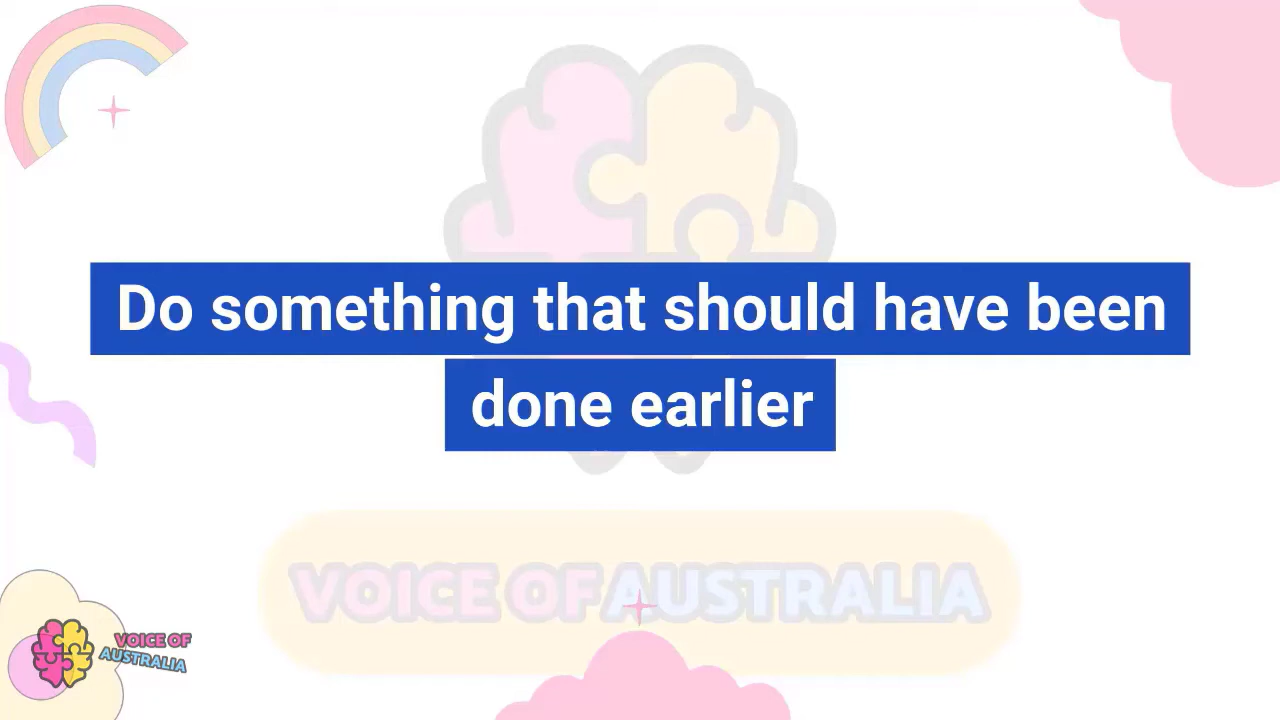 Do something that should have been
done earlier
VOICE OF AUSTRALIA
VOICE OF
AUSTRALIA